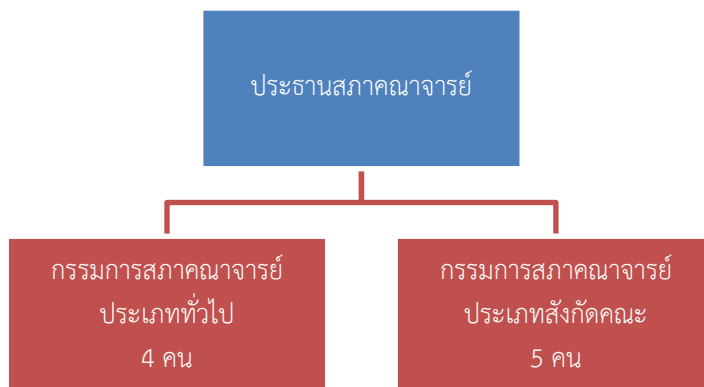 ประธานสภาคณาจารย์
กรรมการสภาคณาจารย์
ประเภททั่วไป
4 คน
กรรมการสภาคณาจารย์
ประเภทสังกัดคณะ
5 คน